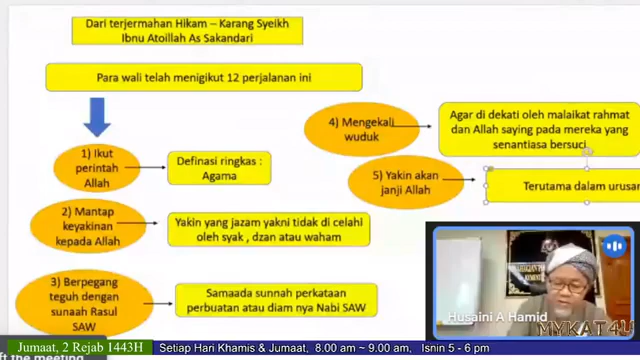 Dari terjermahan Hikam – Karang Syeikh
Ibnu Atoillah As Sakandari
Para wali telah menigikut 12 perjalanan ini
1) Ikut
perintah
Allah
Definasi ringkas :
Agama
2) Mantap
keyakinan
kepada Allah
Yakin yang jazam yakni tidak di celahi
oleh syak , dzan atau waham
3) Berpegang
teguh dengan
sunaah Rasul
SAW
Samaada sunnah perkataan
perbuatan atau diam nya Nabi SAW
4) Mengekali
wuduk
Agar di dekati oleh malaikat rahmat
dan Allah saying pada mereka yang
senantiasa bersuci
5) Yakin akan
janji Allah
Terutama dalam urusan
Husaini A Hamid
MYKAT4U
Jumaat, 2 Rejab 1443H
Setiap Hari Khamis & Jumaat, 8.00 am ~ 9.00 am, Isnin 5 - 6 pm
the meeting